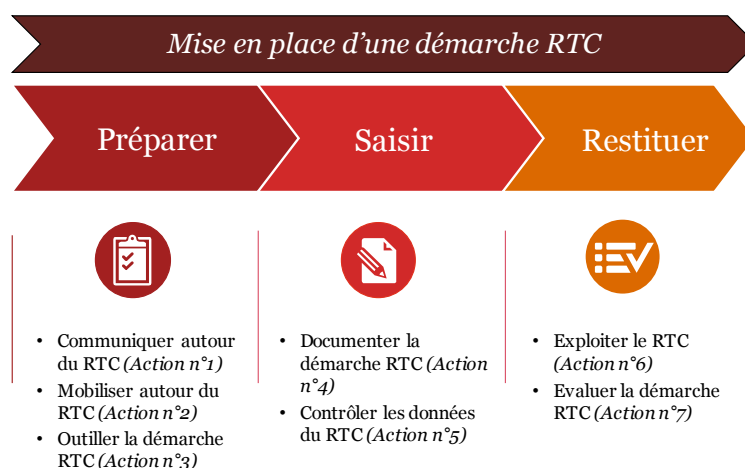 Mise en place d'une démarche RTC
Préparer
Saisir
Restituer
• Communiquer autour
du RTC (Action n°1)
• Mobiliser autour du
RTC (Action n°2)
• Outiller la démarche
RTC (Action n°3)
• Documenter la
démarche RTC (Action
n°4)
• Contrôler les données
du RTC (Action n°5)
• Exploiter le RTC
(Action n°6)
• Evaluer la démarche
RTC (Action n°7)